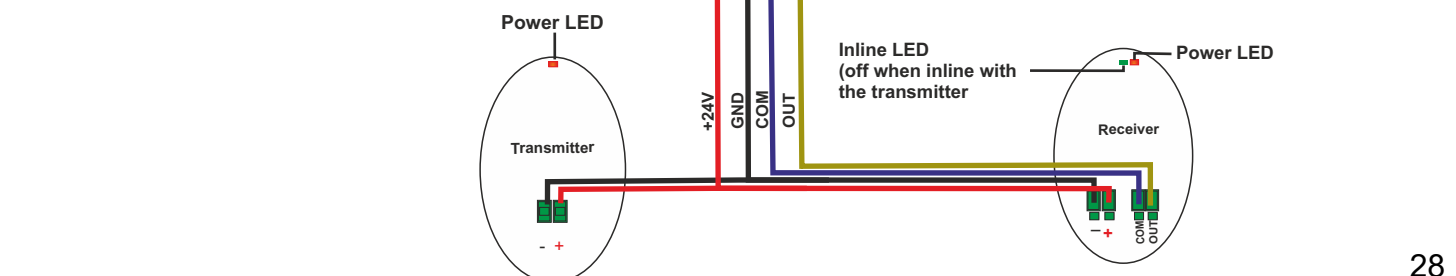 Power LED
Inline LED
(off when inline with
the transmitter
Power LED
+24V
GND
COM
OUT
Transmitter
Receiver
- +
– +
COM
OUT
28